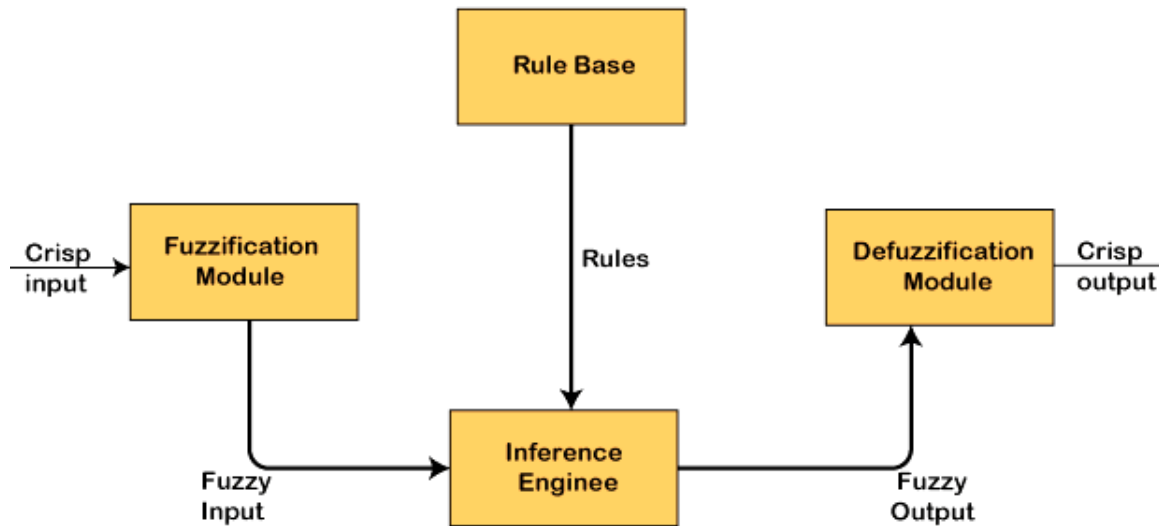 Rule Base
Fuzzification
Module
Crisp
input
Rules
Defuzzification
Module
Crisp
output
Inference
Enginee
Fuzzy
Input
Fuzzy
Output